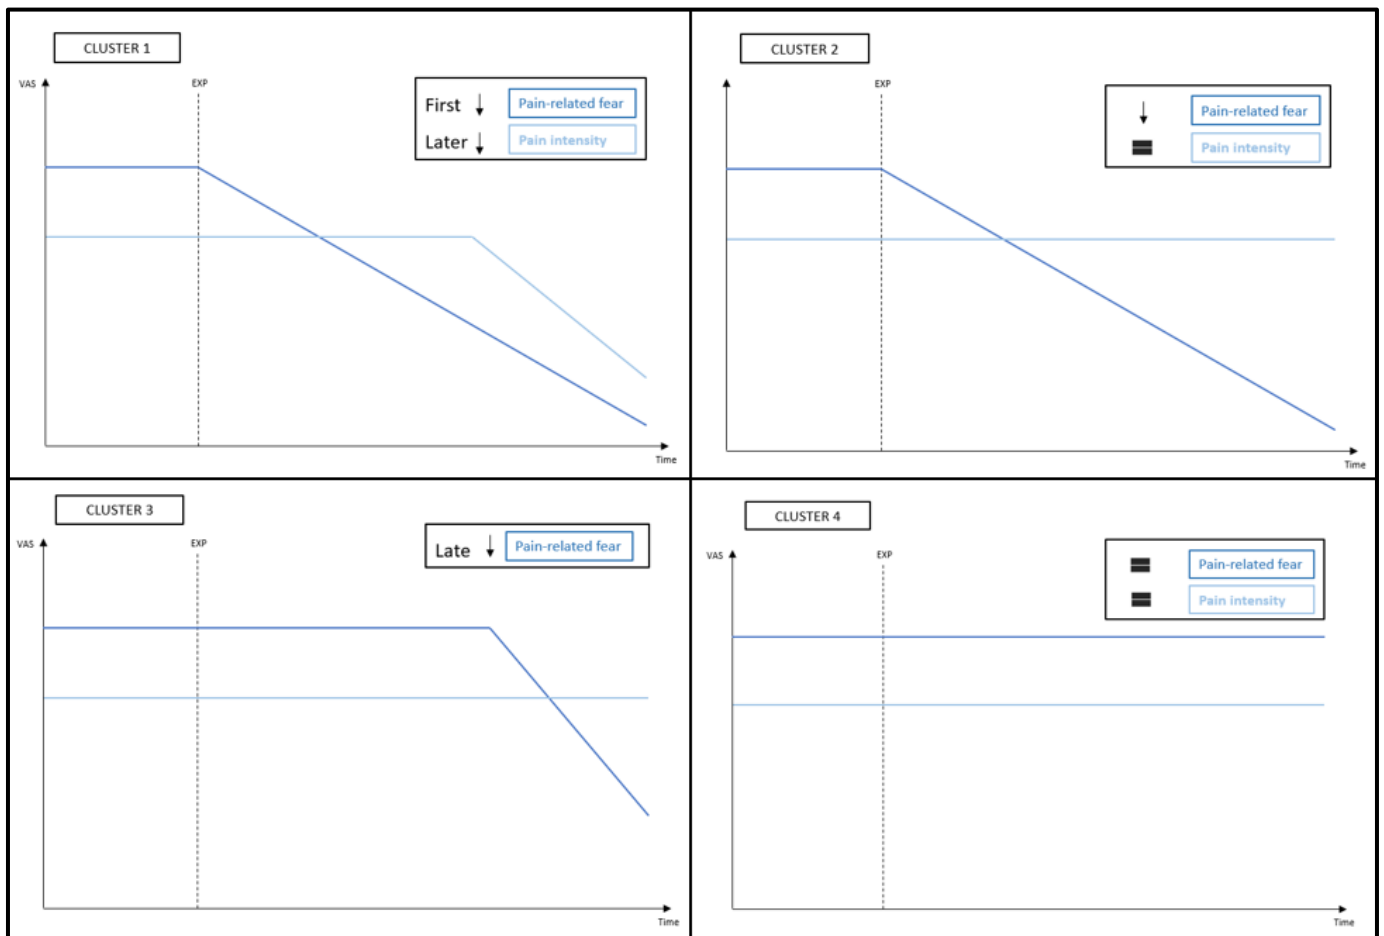 CLUSTER 1
VAS
EXP
First Pain-related fear
Later Pain intensity
Time
CLUSTER 2
EXP
Pain-related fear
Pain intensity
Time
CLUSTER 3
VAS
EXP
Late Pain-related fear
Time
CLUSTER 4
VAS
EXP
Pain-related fear
Pain intensity
Time